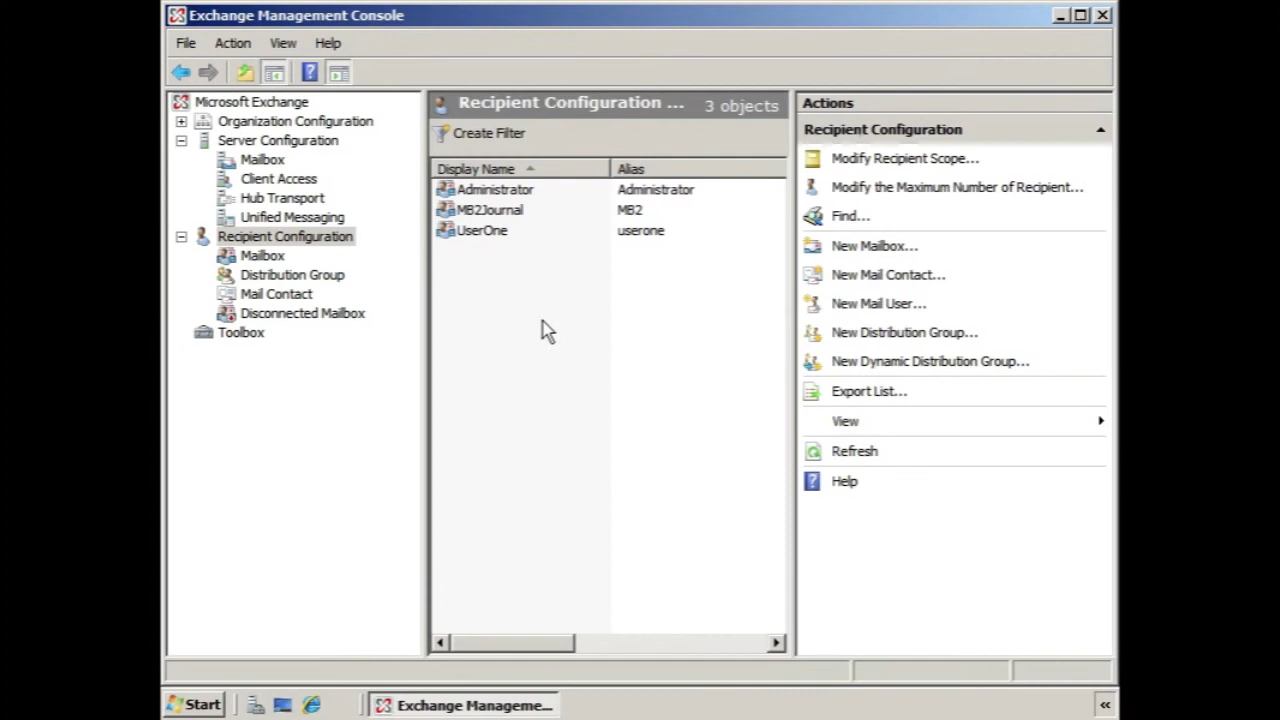 Exchange Management Console
File Action View Help
Microsoft Exchange
Organization Configuration
Server Configuration
Mailbox
Client Access
Hub Transport
Unified Messaging
Recipient Configuration
Mailbox
Distribution Group
Mail Contact
Disconnected Mailbox
Toolbox
Recipient Configuration ... 3 objects
Create Filter
Display Name Alias
Administrator Administrator
MB2Journal MB2
UserOne userone
Actions
Recipient Configuration
Modify Recipient Scope...
Modify the Maximum Number of Recipient...
Find...
New Mailbox...
New Mail Contact...
New Mail User...
New Distribution Group...
New Dynamic Distribution Group...
Export List...
View
Refresh
Help
Start Exchange Manageme... «